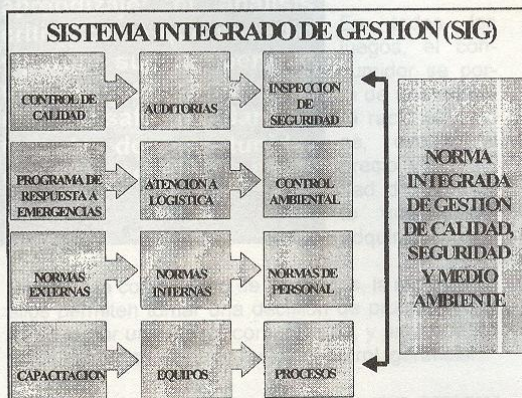 SISTEMA INTEGRADO DE GESTION (SIG)
CONTROL DE
CALIDAD
AUDITORIAS
INSPECCION
DE
SEGURIDAD
PROGRAMA DE
RESPUESTA A
EMERGENCIAS
ATENCION A
LOGISTICA
CONTROL
AMBIENTAL
NORMAS
EXTERNAS
NORMAS
INTERNAS
NORMAS DE
PERSONAL
CAPACITACION
EQUIPOS
PROCESOS
NORMA
INTEGRADA
DE GESTION
DE CALIDAD,
SEGURIDAD
Y MEDIO
AMBIENTE